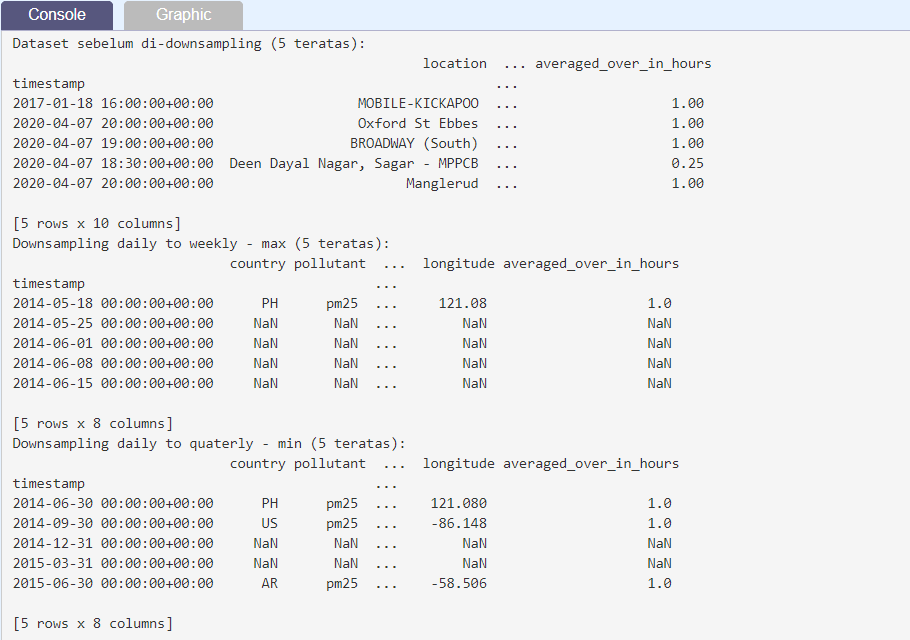 Console Graphic
Dataset sebelum di-downsampling (5 teratas):
location ... averaged_over_in_hours
timestamp ...
2017-01-18 16:00:00+00:00 MOBILE-KICKAPOO ... 1.00
2020-04-07 20:00:00+00:00 Oxford St Ebbes ... 1.00
2020-04-07 19:00:00+00:00 BROADWAY (South) ... 1.00
2020-04-07 18:30:00+00:00 Deen Dayal Nagar, Sagar - MPPCB ... 0.25
2020-04-07 20:00:00+00:00 Manglerud ... 1.00
[5 rows x 10 columns]
Downsampling daily to weekly - max (5 teratas):
country pollutant ... longitude averaged_over_in_hours
timestamp ...
2014-05-18 00:00:00+00:00 PH pm25 ... 121.08 1.0
2014-05-25 00:00:00+00:00 NaN NaN ... NaN NaN
2014-06-01 00:00:00+00:00 NaN NaN ... NaN NaN
2014-06-08 00:00:00+00:00 NaN NaN ... NaN NaN
2014-06-15 00:00:00+00:00 NaN NaN ... NaN NaN
[5 rows x 8 columns]
Downsampling daily to quaterly - min (5 teratas):
country pollutant ... longitude averaged_over_in_hours
timestamp ...
2014-06-30 00:00:00+00:00 PH pm25 ... 121.080 1.0
2014-09-30 00:00:00+00:00 US pm25 ... -86.148 1.0
2014-12-31 00:00:00+00:00 NaN NaN ... NaN NaN
2015-03-31 00:00:00+00:00 NaN NaN ... NaN NaN
2015-06-30 00:00:00+00:00 AR pm25 ... -58.506 1.0
[5 rows x 8 columns]